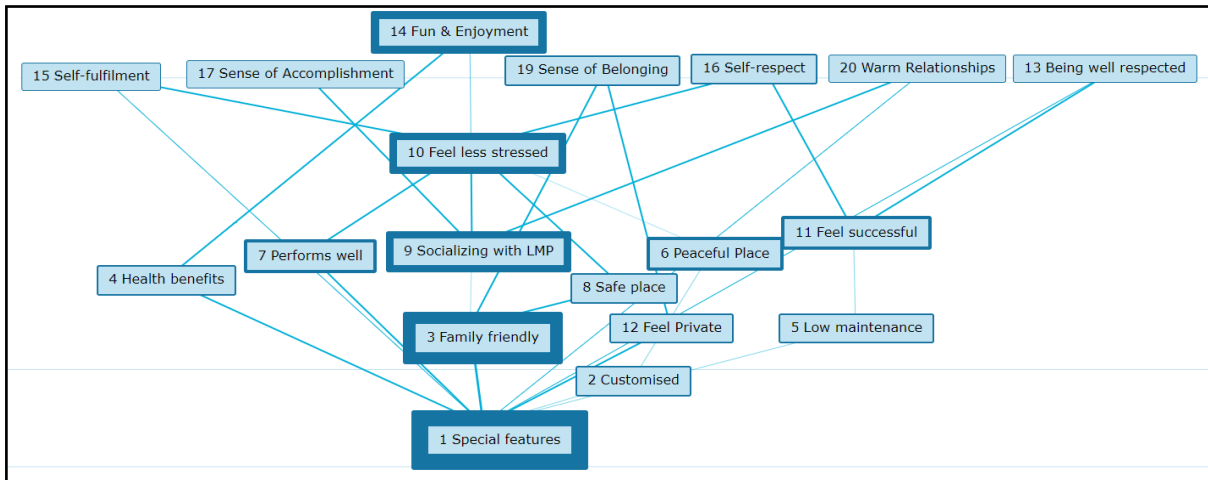 14 Fun & Enjoyment
15 Self-fulfilment
17 Sense of Accomplishment
19 Sense of Belonging
16 Self-respect
20 Warm Relationships
13 Being well respected
10 Feel less stressed
11 Feel successful
7 Performs well
9 Socializing with LMP
6 Peaceful Place
4 Health benefits
8 Safe place
3 Family friendly
12 Feel Private
5 Low maintenance
2 Customised
1 Special features